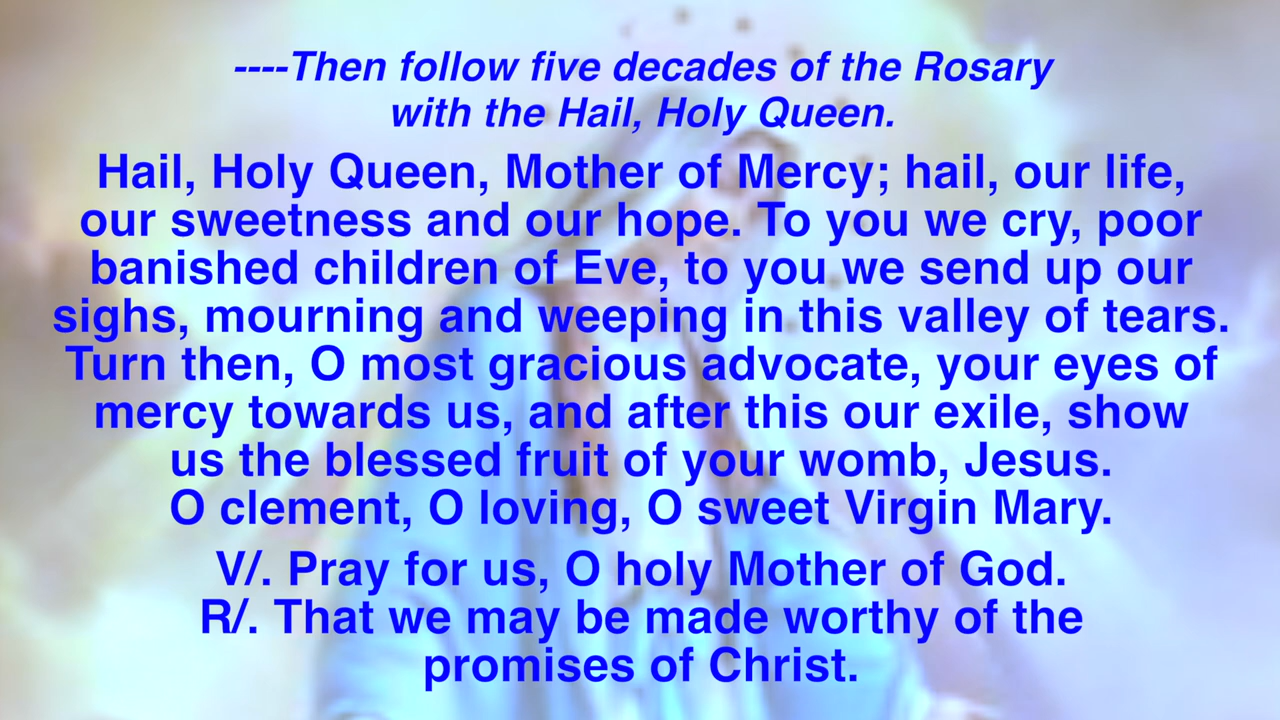 ----Then follow five decades of the Rosary
with the Hail, Holy Queen.
Hail, Holy Queen, Mother of Mercy; hail, our life,
our sweetness and our hope. To you we cry, poor
banished children of Eve, to you we send up our
sighs, mourning and weeping in this valley of tears.
Turn then, O most gracious advocate, your eyes of
mercy towards us, and after this our exile, show
us the blessed fruit of your womb, Jesus.
O clement, O loving, O sweet Virgin Mary.
V/. Pray for us, O holy Mother of God.
R/. That we may be made worthy of the
promises of Christ.